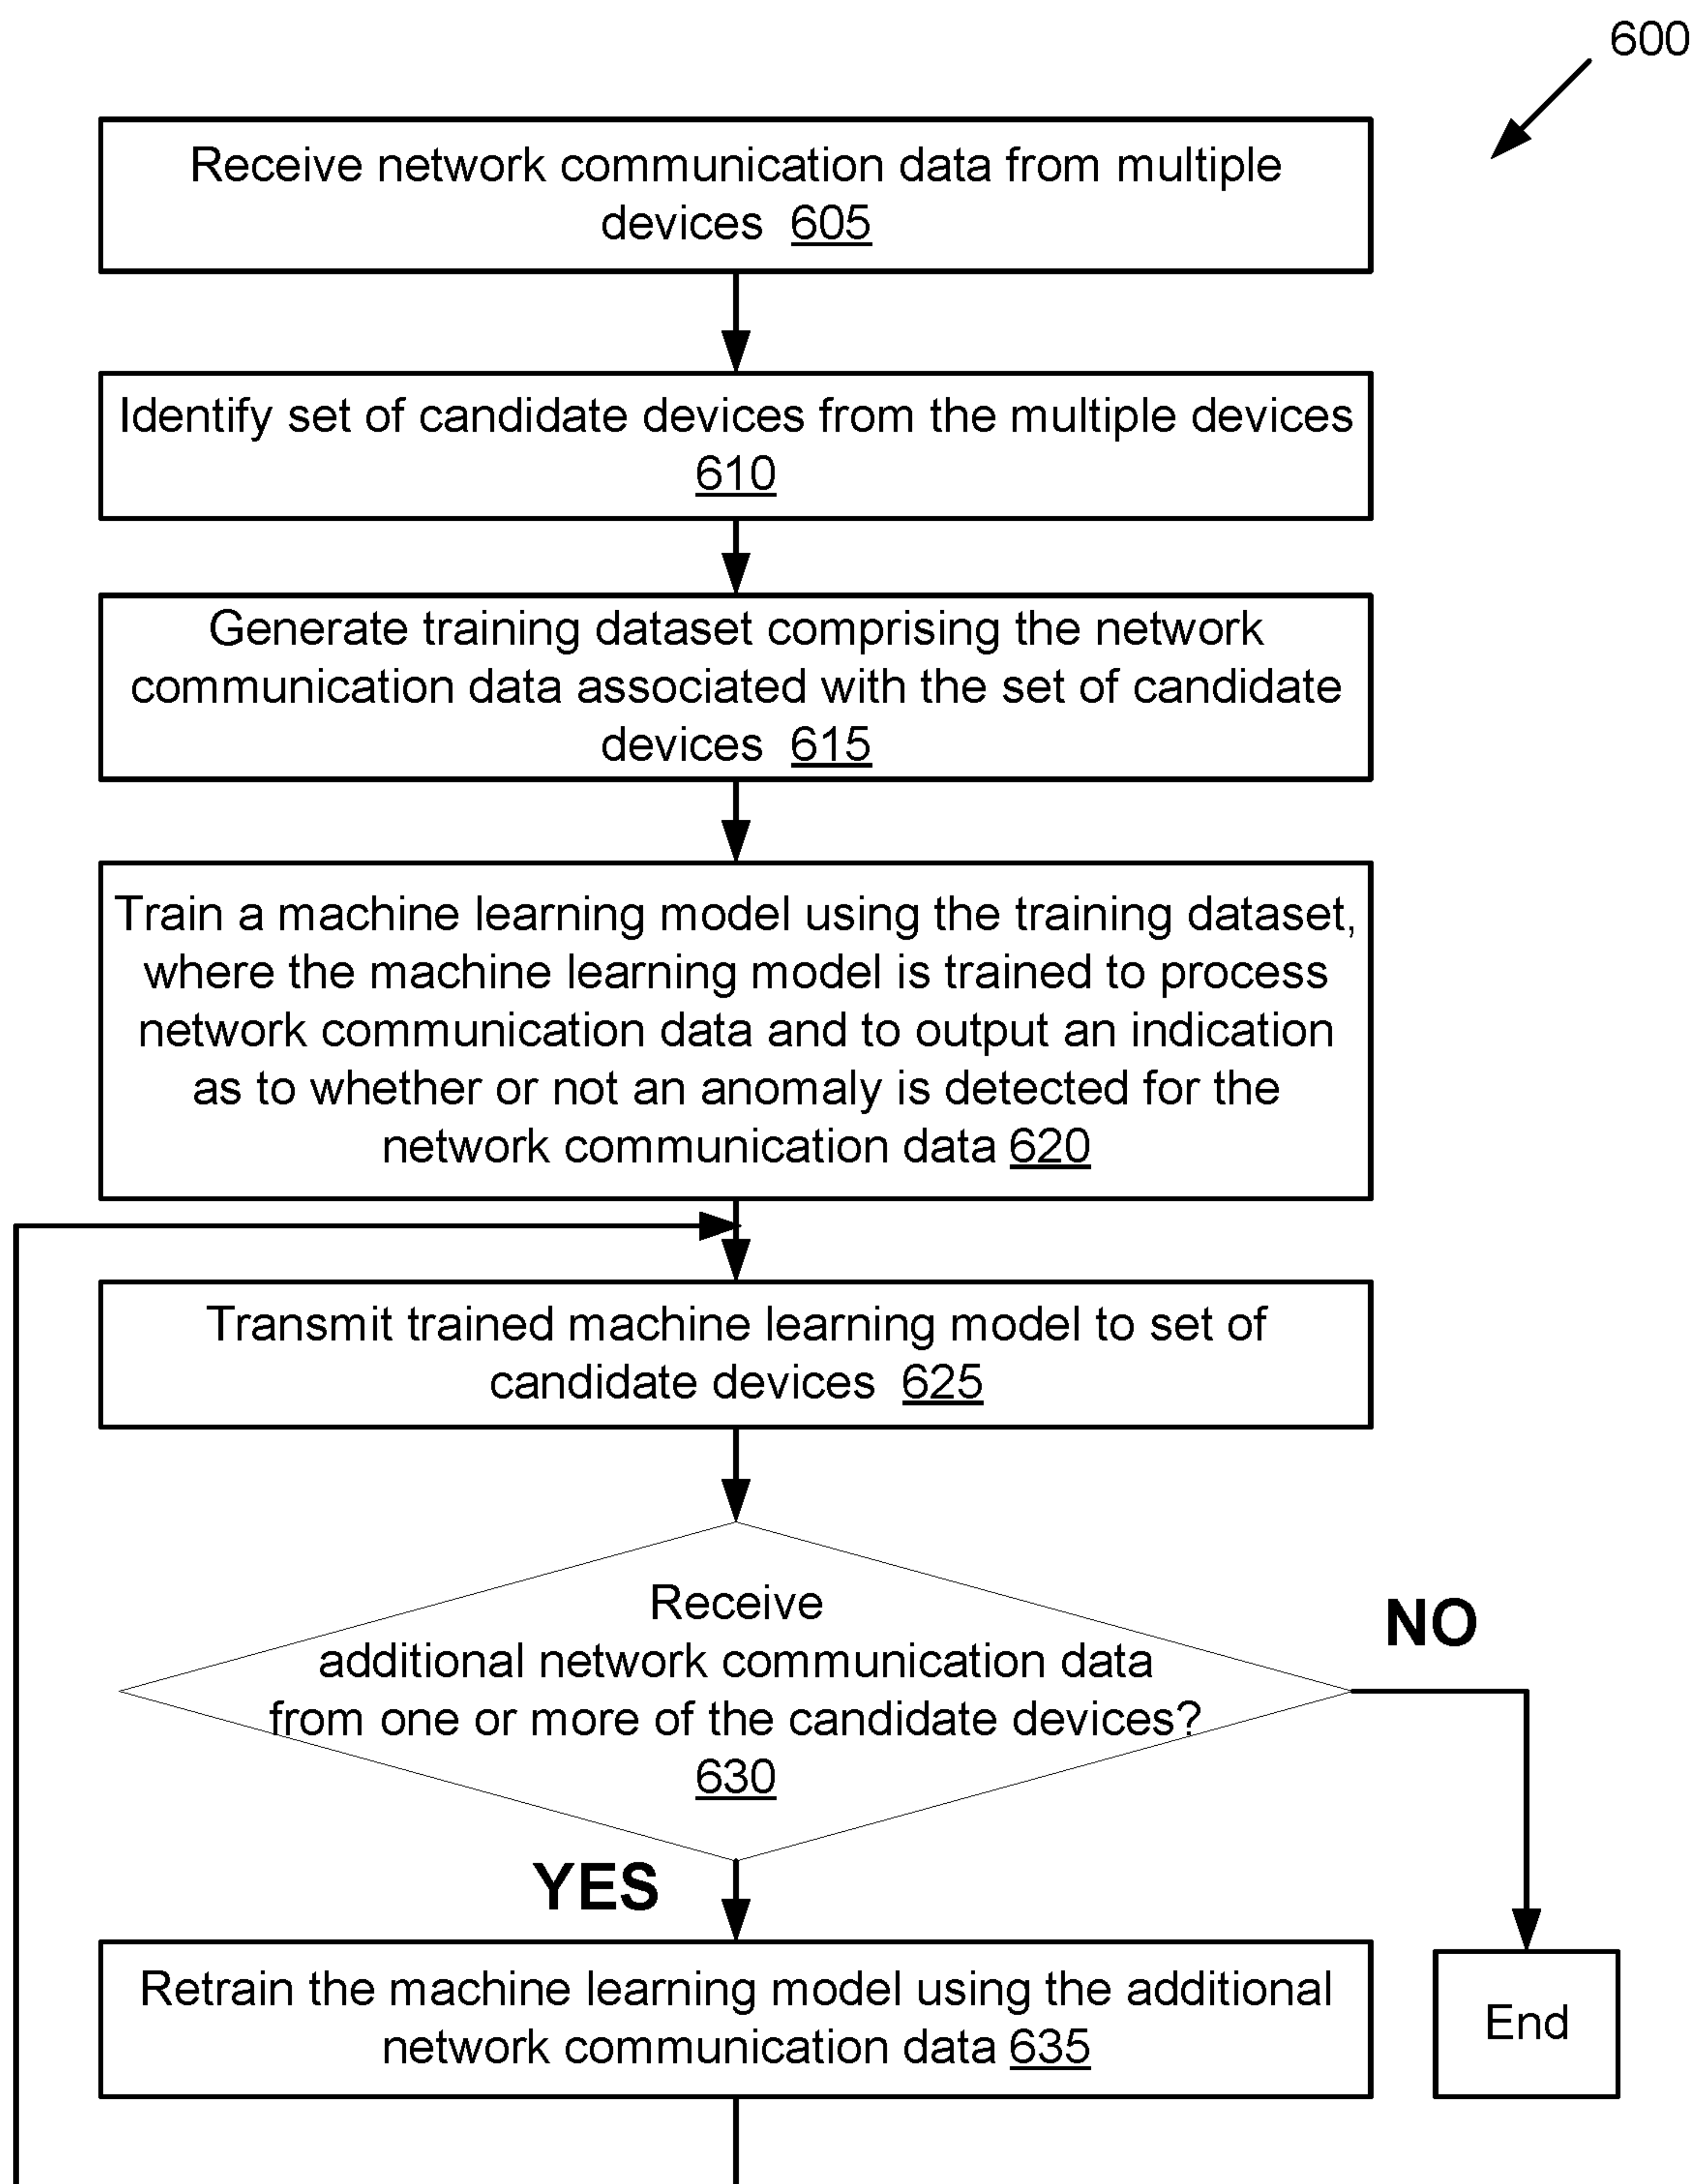 600
Receive network communication data from multiple
devices 605
Identify set of candidate devices from the multiple devices
610
Generate training dataset comprising the network
communication data associated with the set of candidate
devices 615
Train a machine learning model using the training dataset,
where the machine learning model is trained to process
network communication data and to output an indication
as to whether or not an anomaly is detected for the
network communication data 620
Transmit trained machine learning model to set of
candidate devices 625
Receive
additional network communication data
from one or more of the candidate devices?
630
NO
YES
Retrain the machine learning model using the additional
network communication data 635
End